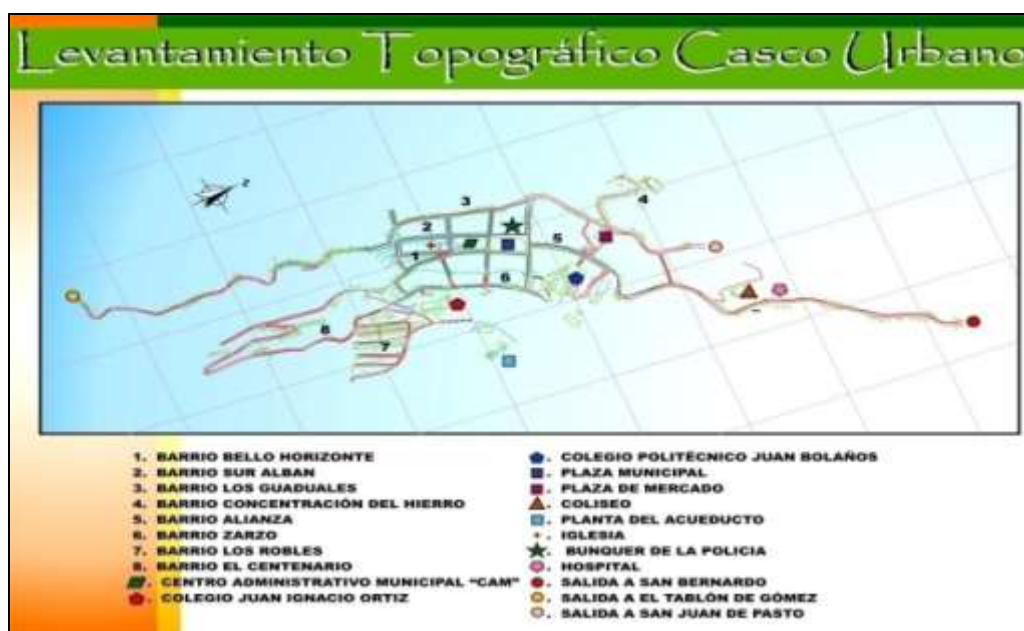 Levantamiento Topográfico Casco Urbano
N
3
4
2
5
1
6
8
7
1. BARRIO BELLO HORIZONTE
2. BARRIO SUR ALBAN
3. BARRIO LOS GUADUALES
4. BARRIO CONCENTRACIÓN DEL HIERRO
5. BARRIO ALIANZA
6. BARRIO ZARZO
7. BARRIO LOS ROBLES
8. BARRIO EL CENTENARIO
. CENTRO ADMINISTRATIVO MUNICIPAL “CAM”
. COLEGIO JUAN IGNACIO ORTIZ
. COLEGIO POLITÉCNICO JUAN BOLAÑOS
. PLAZA MUNICIPAL
. PLAZA DE MERCADO
. COLISEO
. PLANTA DEL ACUEDUCTO
. IGLESIA
. BUNQUER DE LA POLICIA
. HOSPITAL
. SALIDA A SAN BERNARDO
. SALIDA A EL TABLÓN DE GÓMEZ
. SALIDA A SAN JUAN DE PASTO